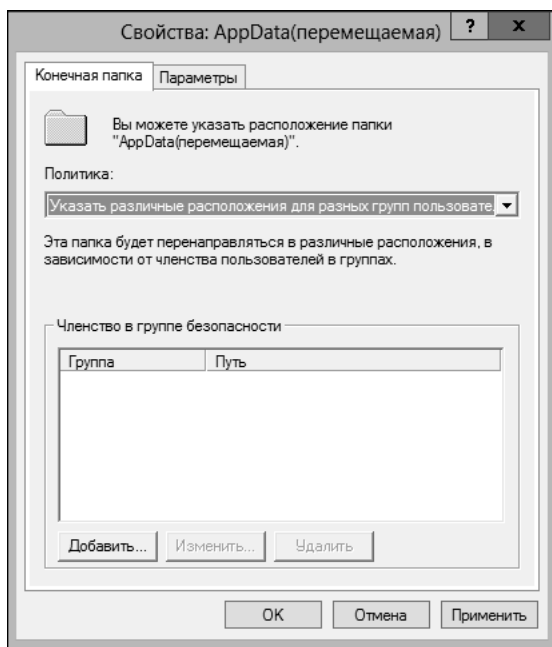 Свойства: AppData(перемещаемая)
?
x
Конечная папка
Параметры
Вы можете указать расположение папки
"AppData(перемещаемая)".
Политика:
Указать различные расположения для разных групп пользовате.
Эта папка будет перенаправляться в различные расположения, в
зависимости от членства пользователей в группах.
Членство в группе безопасности
Группа
Путь
Добавить...
Изменить...
Удалить
OK
Отмена
Применить